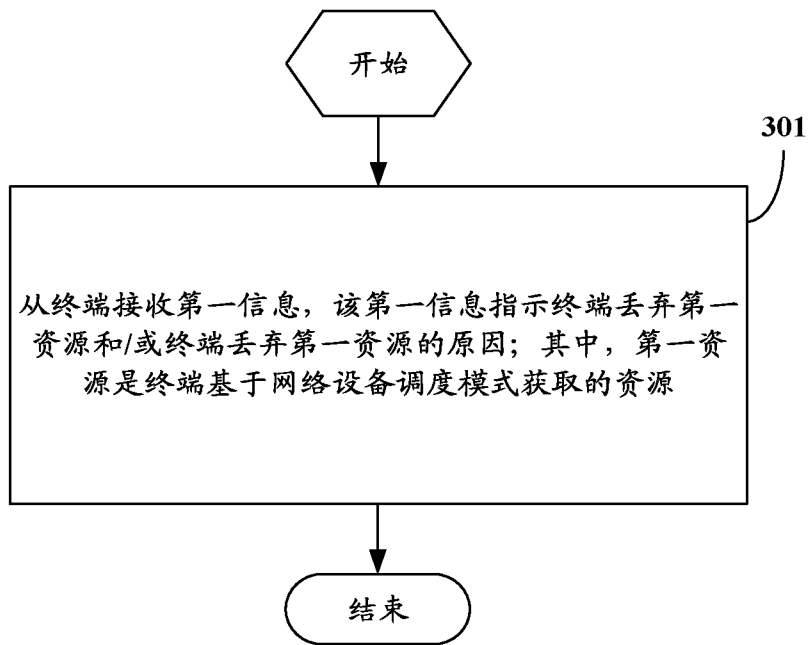 开始
301
从终端接收第一信息，该第一信息指示终端丢弃第一
资源和/或终端丢弃第一资源的原因；其中，第一资
源是终端基于网络设备调度模式获取的资源
结束